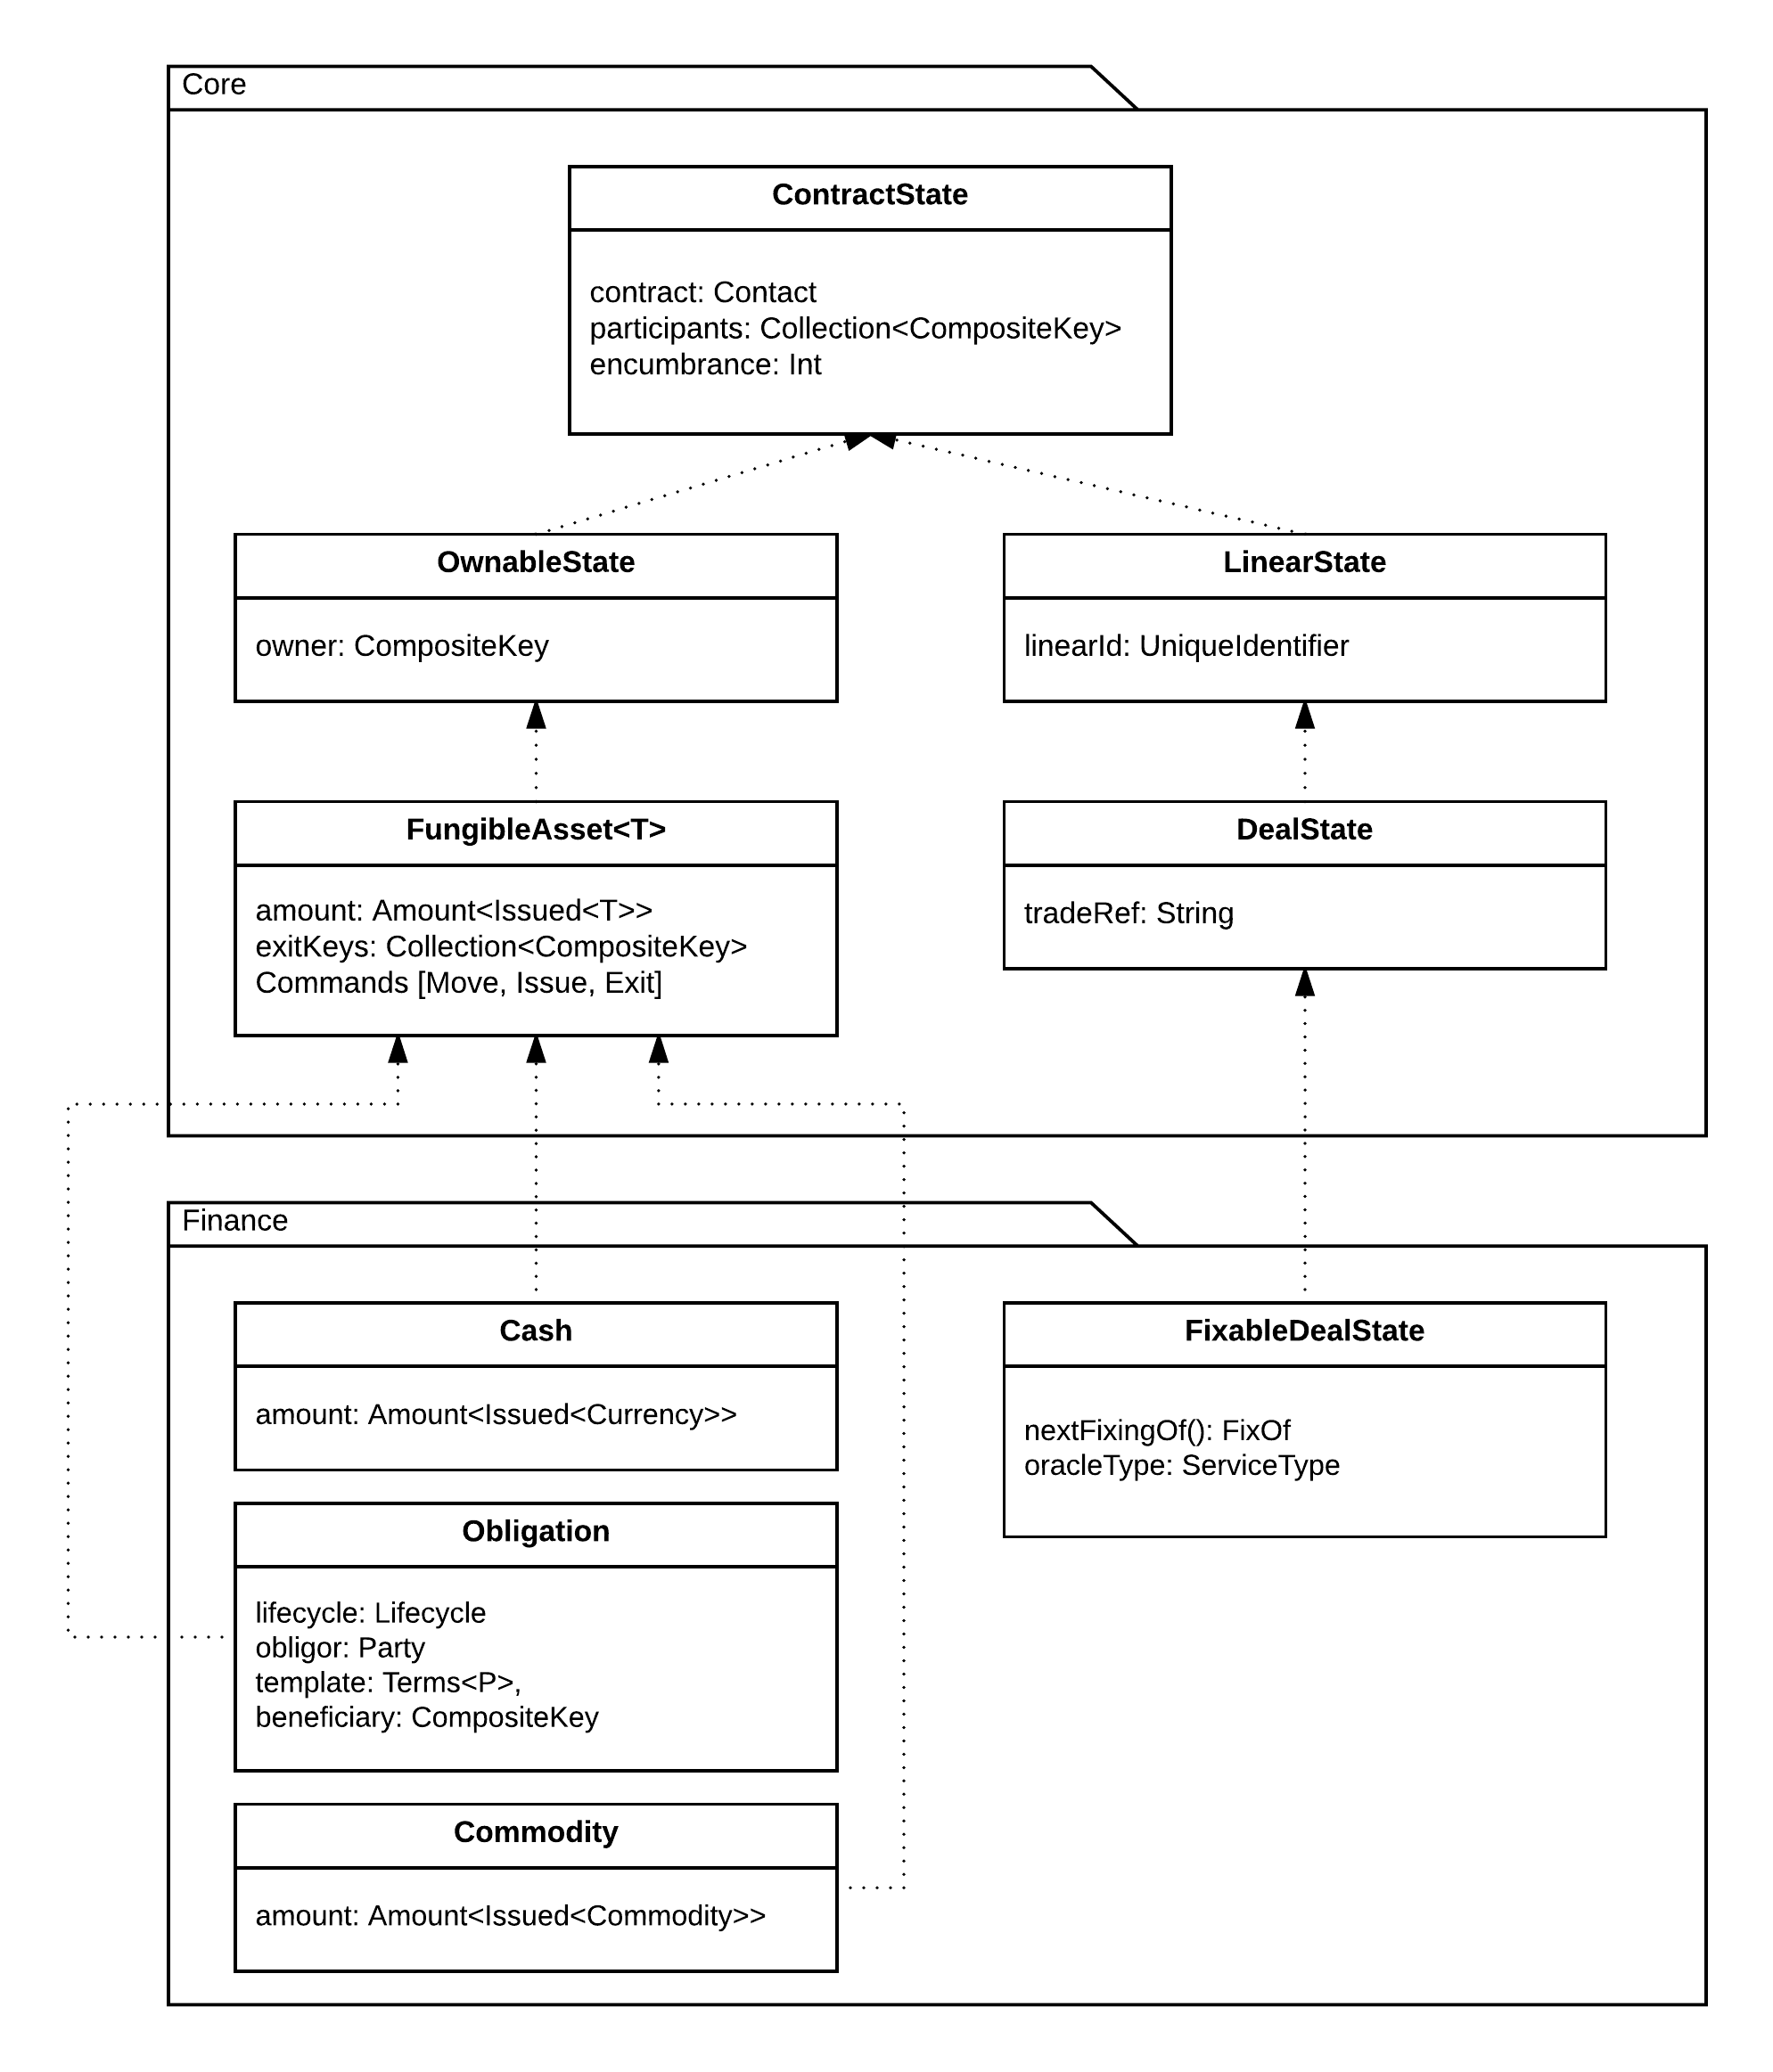 Core
ContractState
contract: Contact
participants: Collection<CompositeKey>
encumbrance: Int
OwnableState
owner: CompositeKey
LinearState
linearId: UniqueIdentifier
FungibleAsset<T>
amount: Amount<Issued<T>>
exitKeys: Collection<CompositeKey>
Commands [Move, Issue, Exit]
DealState
tradeRef: String
Finance
Cash
amount: Amount<Issued<Currency>>
FixableDealState
nextFixingOf(): FixOf
oracleType: ServiceType
Obligation
lifecycle: Lifecycle
obligor: Party
template: Terms<P>,
beneficiary: CompositeKey
Commodity
amount: Amount<Issued<Commodity>>